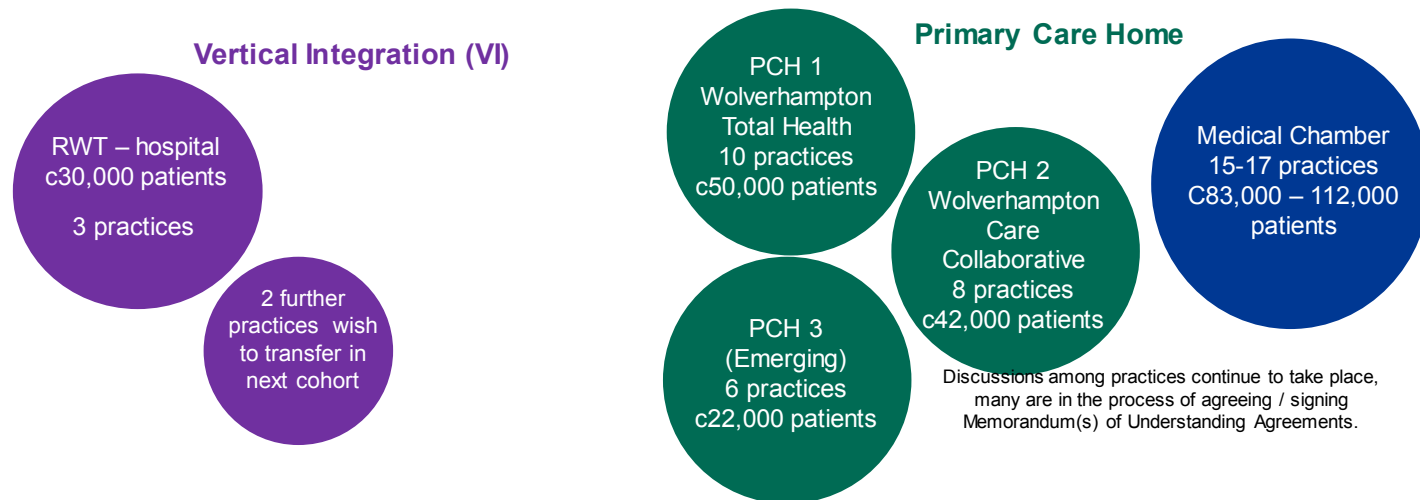 Vertical Integration (VI)
RWT – hospital
c30,000 patients
3 practices
2 further
practices wish
to transfer in
next cohort
Primary Care Home
PCH 1
Wolverhampton
Total Health
10 practices
c50,000 patients
PCH 2
Wolverhampton
Care
Collaborative
8 practices
c42,000 patients
PCH 3
(Emerging)
6 practices
c22,000 patients
Medical Chamber
15-17 practices
C83,000 – 112,000
patients
Discussions among practices continue to take place,
many are in the process of agreeing / signing
Memorandum(s) of Understanding Agreements.